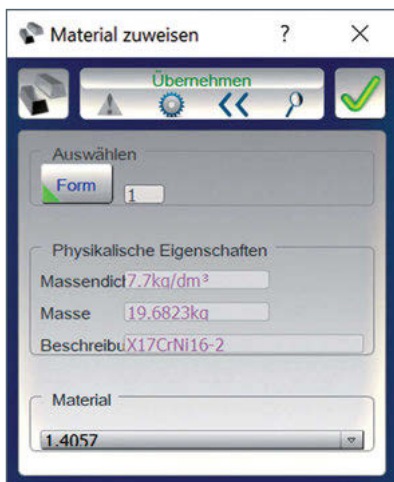 Material zuweisen ? ×
Übernehmen
Auswählen
Form 1
Physikalische Eigenschaften
Massendicl 7.7kg/dm³
Masse 19.6823kg
Beschreibu X17CrNi16-2
Material
1.4057